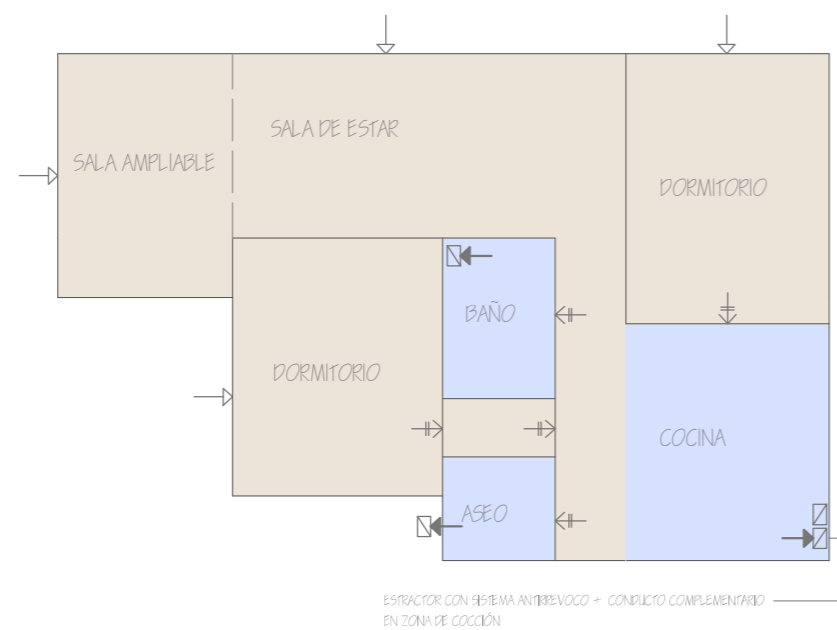 SALA DE ESTAR
SALA AMPLIABLE
DORMITORIO
BAÑO
DORMITORIO
COCINA
ASEO
ESTRACTOR CON SISTEMA ANTIRREVOCO + CONDUCTO COMPLEMENTARIO
EN ZONA DE COCCIÓN